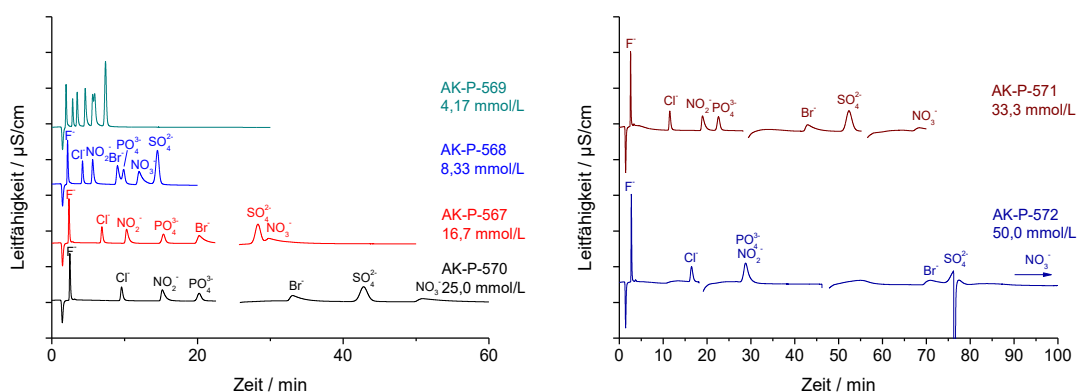 Leitfähigkeit / µS/cm
AK-P-569
4,17 mmol/L
F⁻ Cl⁻ NO₂⁻ Br⁻ PO₄³⁻ NO₃⁻ SO₄²⁻
AK-P-568
8,33 mmol/L
F⁻ Cl⁻ NO₂⁻ PO₄³⁻ Br⁻ SO₄²⁻ NO₃⁻
AK-P-567
16,7 mmol/L
F⁻ Cl⁻ NO₂⁻ PO₄³⁻ Br⁻ SO₄²⁻ NO₃⁻
AK-P-570
25,0 mmol/L
0 20 40 60
Zeit / min
Leitfähigkeit / µS/cm
F⁻ Cl⁻ NO₂⁻ PO₄³⁻ Br⁻ SO₄²⁻ NO₃⁻
AK-P-571
33,3 mmol/L
F⁻ Cl⁻ PO₄³⁻ NO₂⁻ Br⁻ SO₄²⁻ NO₃⁻
AK-P-572
50,0 mmol/L
0 10 20 30 40 50 60 70 80 90 100
Zeit / min